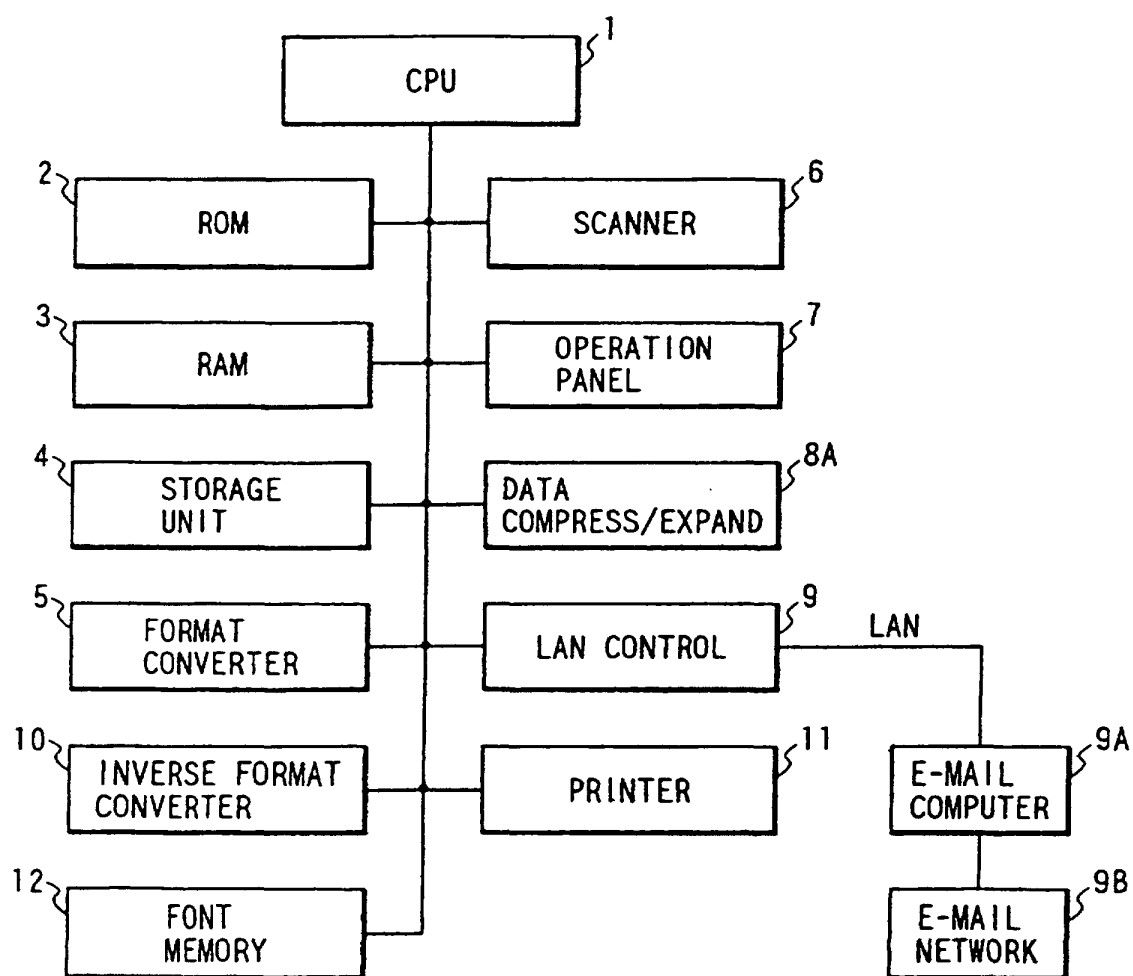 1
CPU
2
ROM
6
SCANNER
3
RAM
7
OPERATION
PANEL
4
STORAGE
UNIT
8A
DATA
COMPRESS/EXPAND
5
FORMAT
CONVERTER
9
LAN CONTROL
LAN
10
INVERSE FORMAT
CONVERTER
11
PRINTER
9A
E-MAIL
COMPUTER
12
FONT
MEMORY
9B
E-MAIL
NETWORK